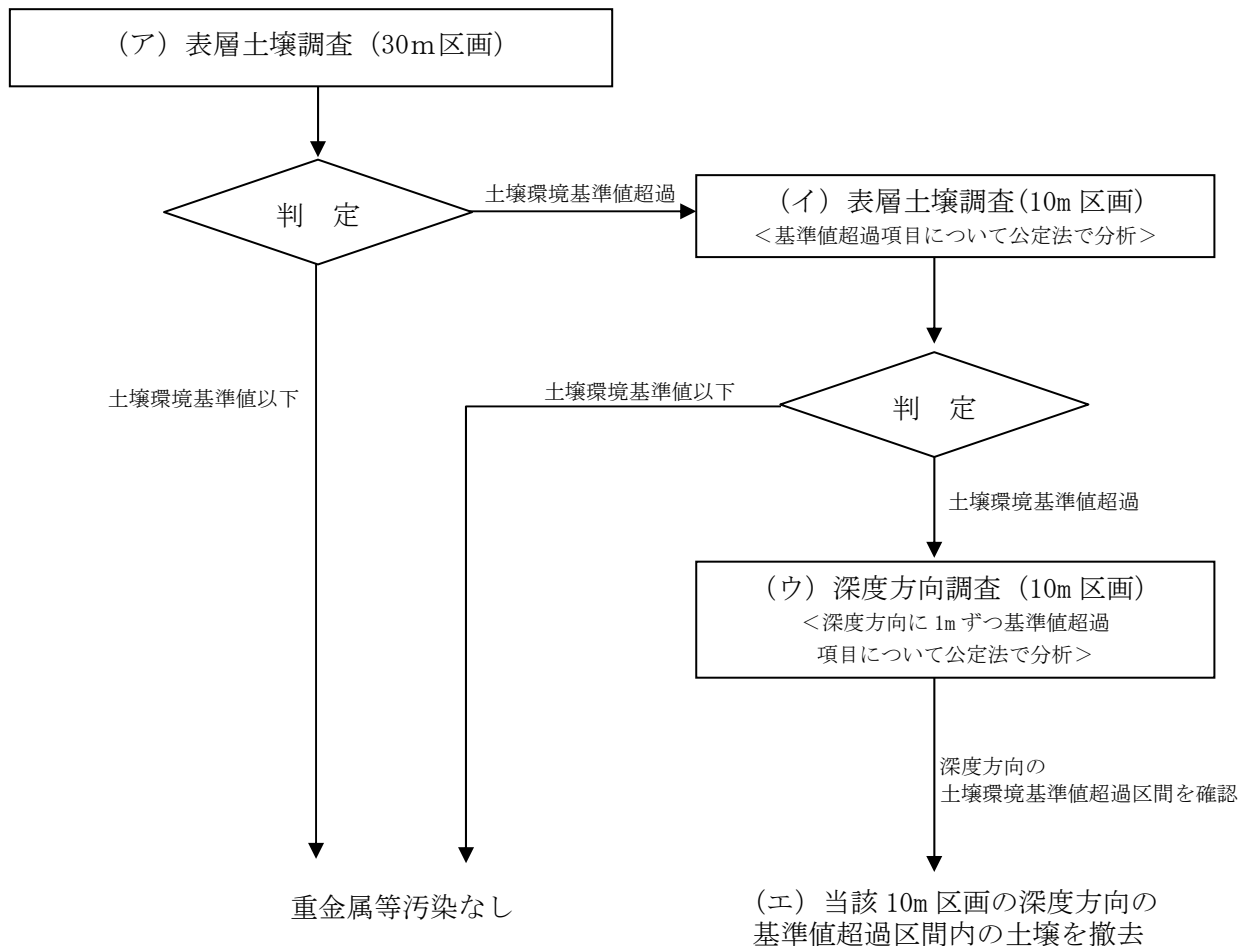 （ア）表層土壌調査（30ｍ区画）
判　定
土壌環境基準値超過
（イ）表層土壌調査(10m 区画)
＜基準値超過項目について公定法で分析＞
土壌環境基準値以下
土壌環境基準値以下
判　定
土壌環境基準値超過
（ウ）深度方向調査（10m 区画）
＜深度方向に 1m ずつ基準値超過
項目について公定法で分析＞
深度方向の
土壌環境基準値超過区間を確認
重金属等汚染なし
（エ）当該 10m 区画の深度方向の
基準値超過区間内の土壌を撤去